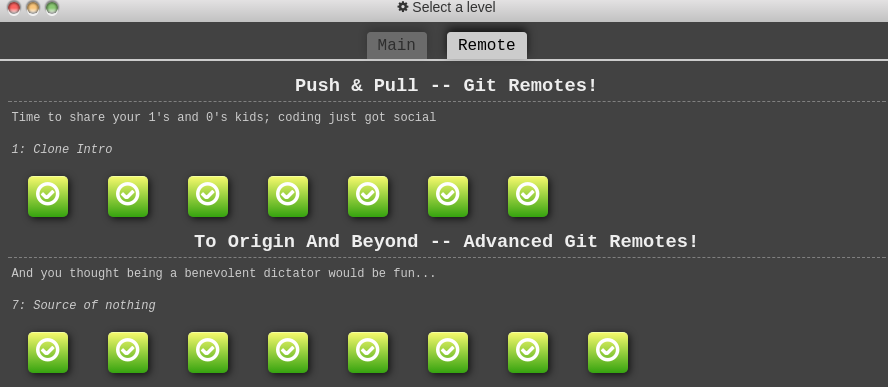 Select a level
Main Remote
Push & Pull -- Git Remotes!
Time to share your 1's and 0's kids; coding just got social
1: Clone Intro
To Origin And Beyond -- Advanced Git Remotes!
And you thought being a benevolent dictator would be fun...
7: Source of nothing